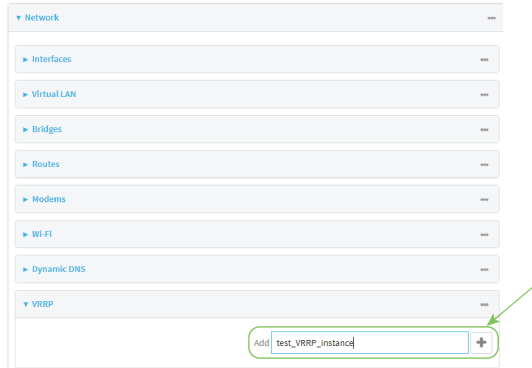 Network
Interfaces
Virtual LAN
Bridges
Routes
Modems
Wi-Fi
Dynamic DNS
VRRP
Add test_VRRP_instance